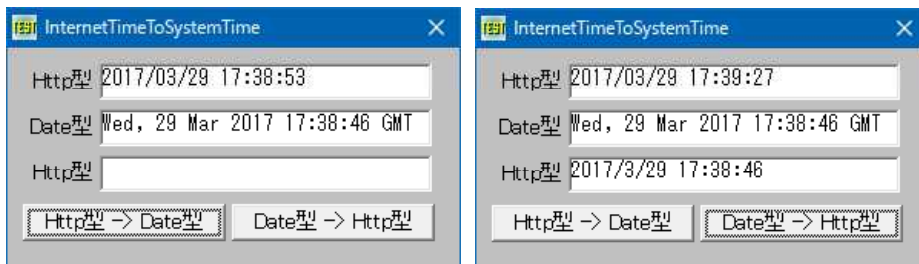 InternetTimeToSystemTime
Http型 2017/03/29 17:38:53
Date型 Wed, 29 Mar 2017 17:38:46 GMT
Http型
Http型 -> Date型 Date型 -> Http型
InternetTimeToSystemTime
Http型 2017/03/29 17:39:27
Date型 Wed, 29 Mar 2017 17:38:46 GMT
Http型 2017/3/29 17:38:46
Http型 -> Date型 Date型 -> Http型